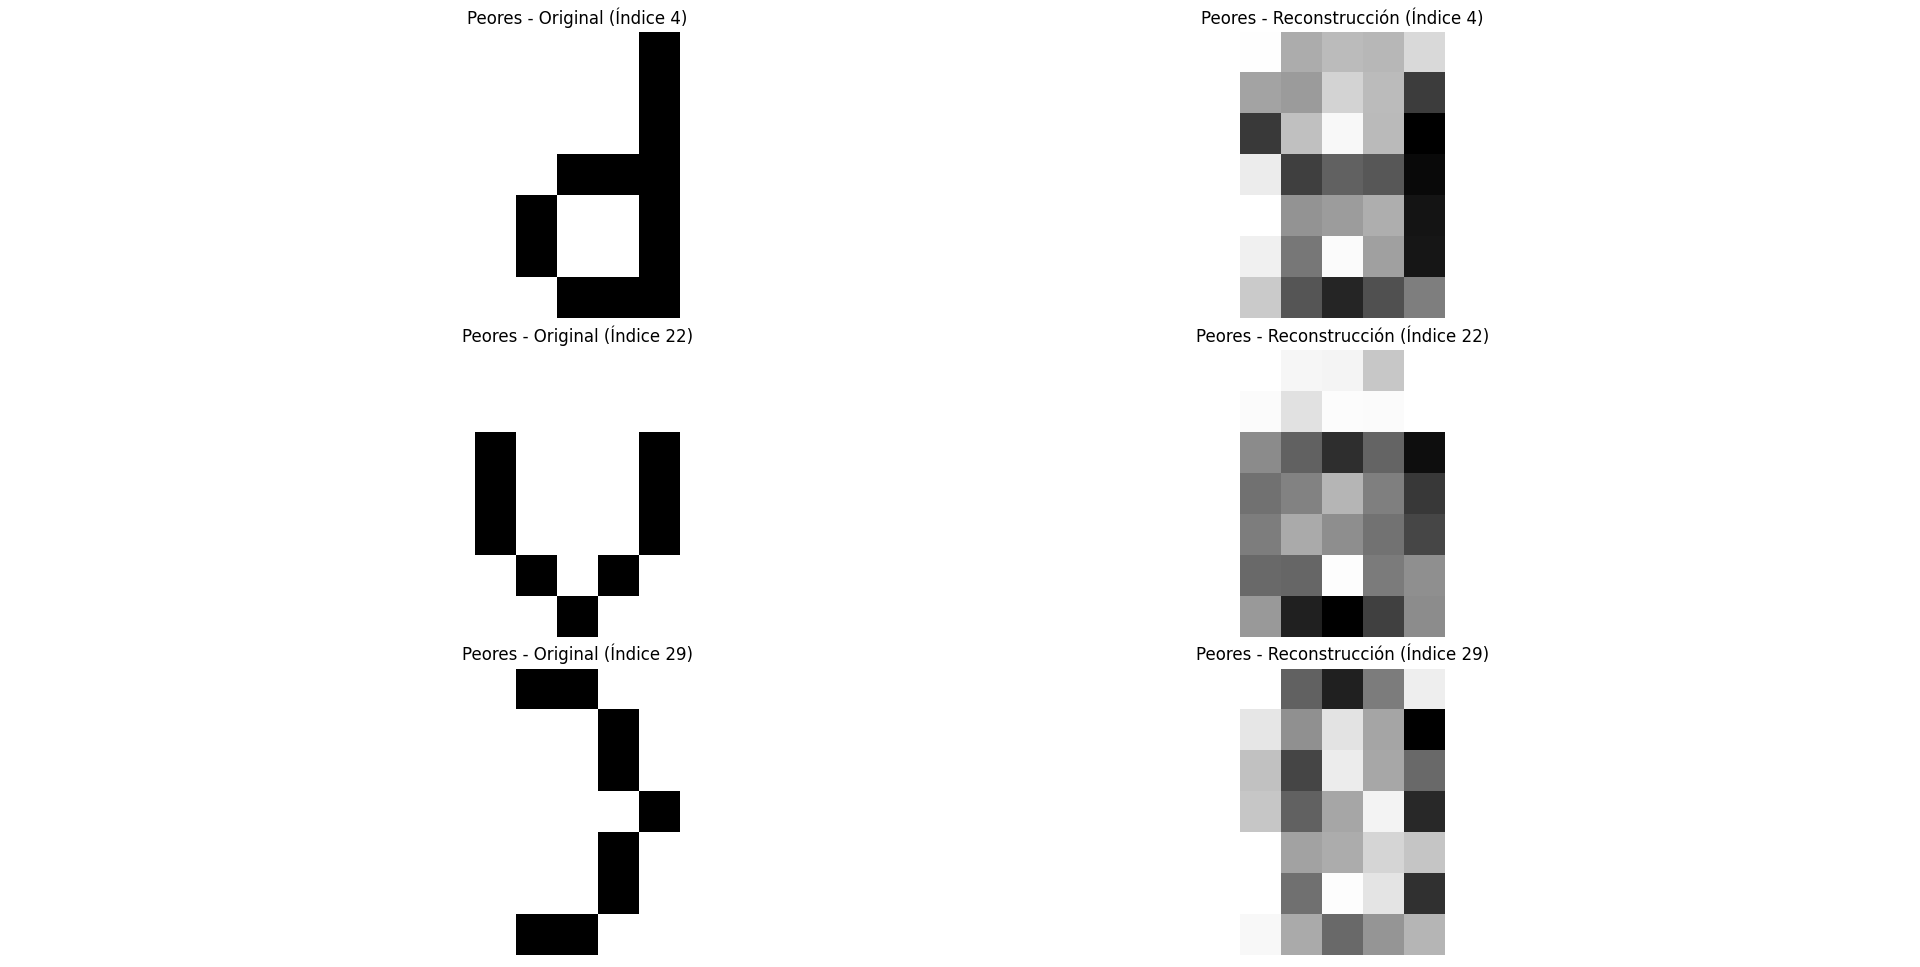 Peores - Original (Índice 4)
Peores - Reconstrucción (Índice 4)
d
Peores - Original (Índice 22)
Peores - Reconstrucción (Índice 22)
v
Peores - Original (Índice 29)
Peores - Reconstrucción (Índice 29)
}